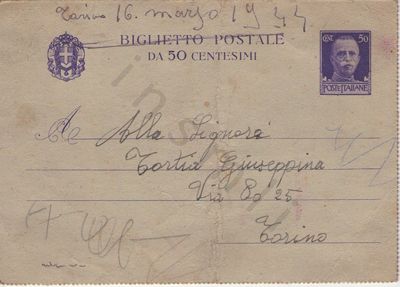 Torino 16. marzo 1944
BIGLIETTO POSTALE
DA 50 CENTESIMI
CENT 50
POSTE ITALIANE
Alla Signora
Tortia Giuseppina
Via Po 25
Torino